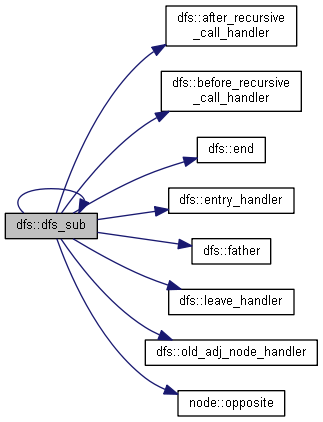 dfs::after_recursive
_call_handler
dfs::before_recursive
_call_handler
dfs::end
dfs::entry_handler
dfs::dfs_sub
dfs::father
dfs::leave_handler
dfs::old_adj_node_handler
node::opposite